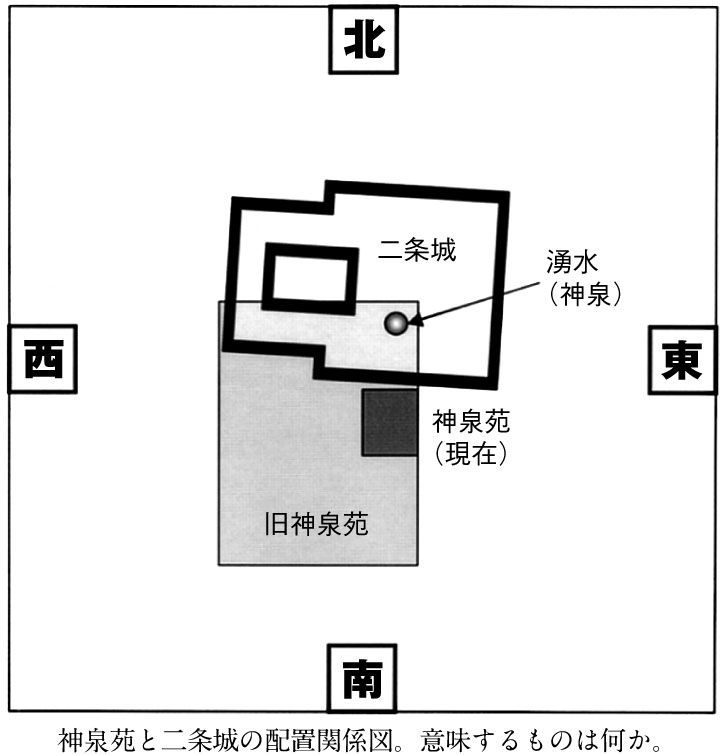 北
二条城
湧水
（神泉）
西
東
神泉苑
（現在）
旧神泉苑
南
神泉苑と二条城の配置関係図。意味するものは何か。